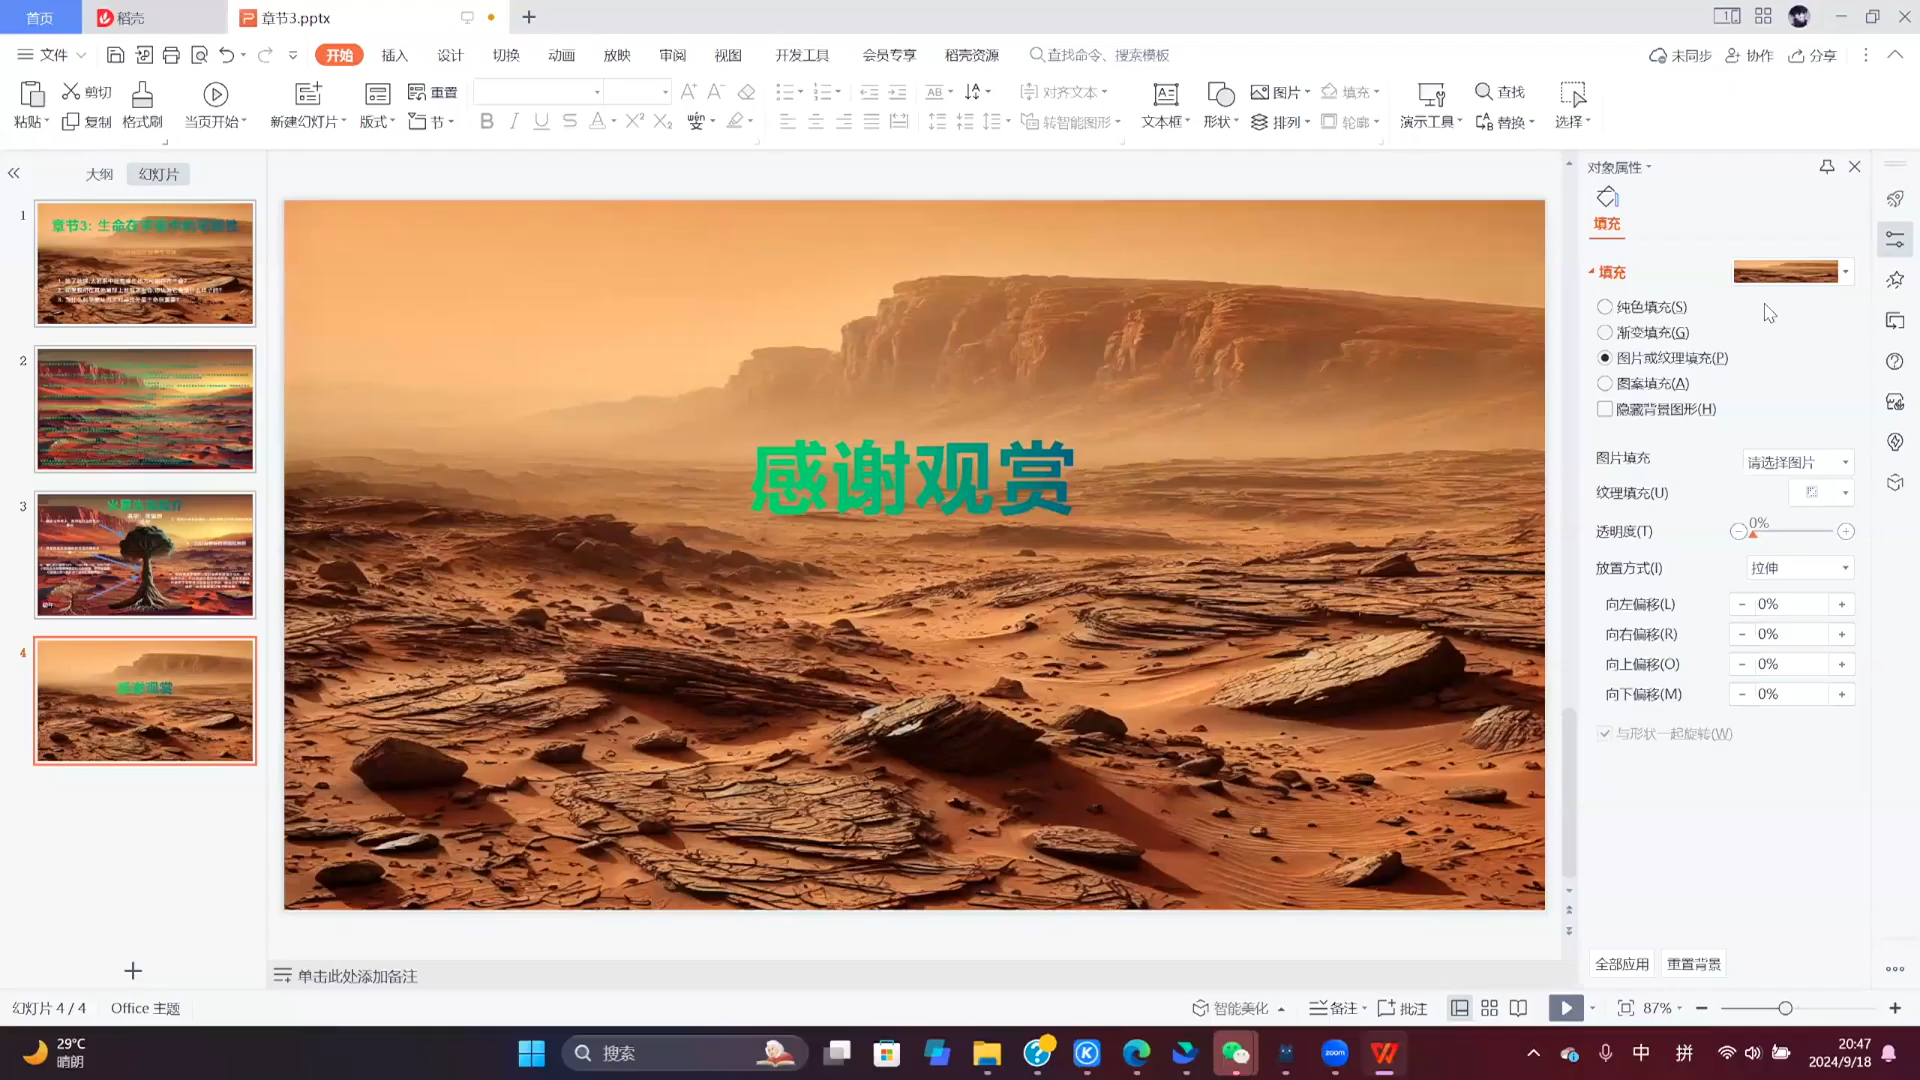 首页
稻壳
章节3.pptx
文件
开始
插入
设计
切换
动画
放映
审阅
视图
开发工具
会员专享
稻壳资源
查找命令、搜索模板
未同步
协作
分享
粘贴
剪切
复制
格式刷
当页开始
新建幻灯片
版式
重置
节
对齐文本
转智能图形
文本框
形状
图片
排列
填充
轮廓
演示工具
查找
替换
选择
大纲
幻灯片
1
2
3
4
感谢观赏
感谢观赏
对象属性
填充
填充
纯色填充(S)
渐变填充(G)
图片或纹理填充(P)
图案填充(A)
隐藏背景图形(H)
图片填充
请选择图片
纹理填充(U)
透明度(T)
0%
放置方式(I)
拉伸
向左偏移(L)
- 0% +
向右偏移(R)
- 0% +
向上偏移(O)
- 0% +
向下偏移(M)
- 0% +
与形状一起旋转(W)
全部应用
重置背景
单击此处添加备注
幻灯片 4 / 4
Office 主题
智能美化
备注
批注
87%
29°C
晴朗
搜索
zoom
中
拼
20:47
2024/9/18